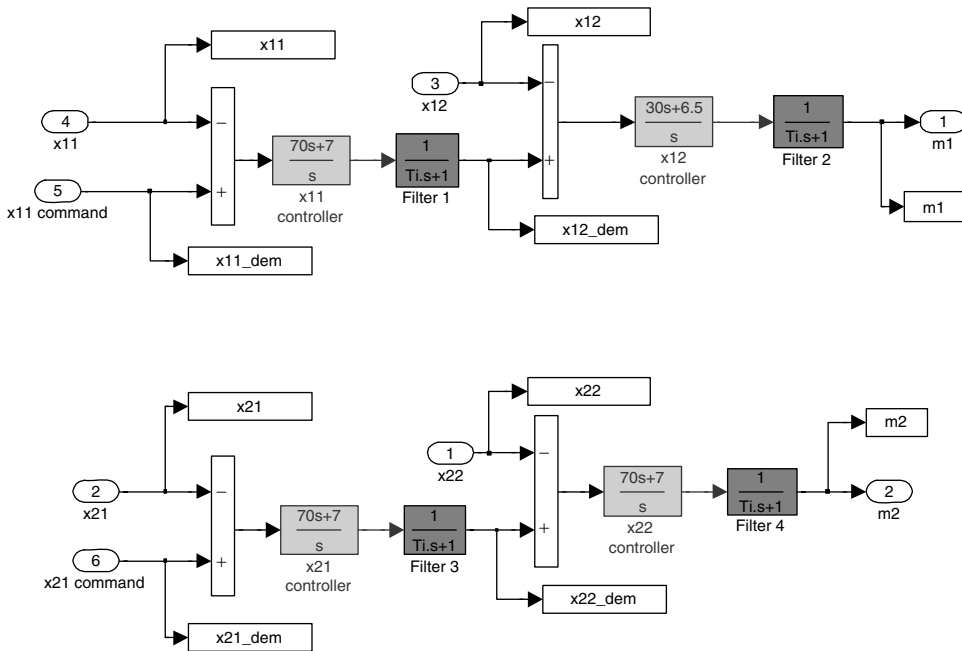 x11
x12
4
x11
−
+
5
x11 command
x11_dem
70s+7
s
x11
controller
1
Ti.s+1
Filter 1
3
x12
−
+
x12_dem
30s+6.5
s
x12
controller
1
Ti.s+1
Filter 2
1
m1
m1
x21
x22
2
x21
−
+
6
x21 command
x21_dem
70s+7
s
x21
controller
1
Ti.s+1
Filter 3
1
x22
−
+
x22_dem
70s+7
s
x22
controller
1
Ti.s+1
Filter 4
m2
2
m2